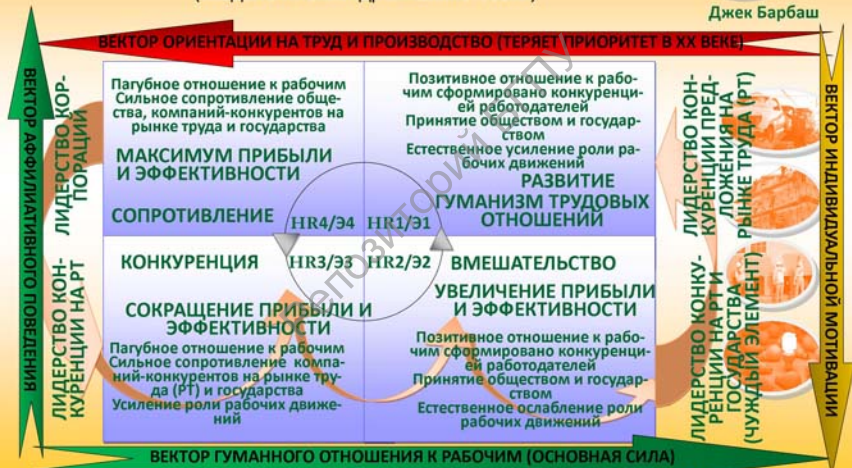 Джек Барбаш
ВЕКТОР ОРИЕНТАЦИИ НА ТРУД И ПРОИЗВОДСТВО (ТЕРЯЕТ ПРИОРИТЕТ В XX ВЕКЕ)
ВЕКТОР АФФИЛИАТИВНОГО ПОВЕДЕНИЯ
ЛИДЕРСТВО КОР-
ПОРАЦИЙ
Пагубное отношение к рабочим
Сильное сопротивление обще-
ства, компаний-конкурентов на
рынке труда и государства
МАКСИМУМ ПРИБЫЛИ
И ЭФФЕКТИВНОСТИ
СОПРОТИВЛЕНИЕ
HR4/Э4
Позитивное отношение к рабо-
чим сформировано конкуренци-
ей работодателей
Принятие обществом и государ-
ством
Естественное усиление роли ра-
бочих движений
РАЗВИТИЕ
ГУМАНИЗМ ТРУДОВЫХ
ОТНОШЕНИЙ
HR1/Э1
ЛИДЕРСТВО КОН-
КУРЕНЦИИ ПРЕД-
ЛОЖЕНИЯ НА
РЫНКЕ ТРУДА (РТ)
ВЕКТОР ИНДИВИДУАЛЬНОЙ МОТИВАЦИИ
ЛИДЕРСТВО КОН-
КУРЕНЦИИ НА РТ
КОНКУРЕНЦИЯ
HR3/Э3
СОКРАЩЕНИЕ ПРИБЫЛИ И
ЭФФЕКТИВНОСТИ
Пагубное отношение к рабочим
Сильное сопротивление компа-
ний-конкурентов на рынке тру-
да (РТ) и государства
Усиление роли рабочих движе-
ний
HR2/Э2
ВМЕШАТЕЛЬСТВО
УВЕЛИЧЕНИЕ ПРИБЫЛИ
И ЭФФЕКТИВНОСТИ
Позитивное отношение к рабо-
чим сформировано конкуренци-
ей работодателей
Принятие обществом и государ-
ством
Естественное ослабление роли
рабочих движений
ЛИДЕРСТВО КОНКУ-
РЕНЦИИ НА РТ И
ГОСУДАРСТВА
(ЧУЖДЫЙ ЭЛЕМЕНТ)
ВЕКТОР ГУМАННОГО ОТНОШЕНИЯ К РАБОЧИМ (ОСНОВНАЯ СИЛА)
Репозиторий БГПУ